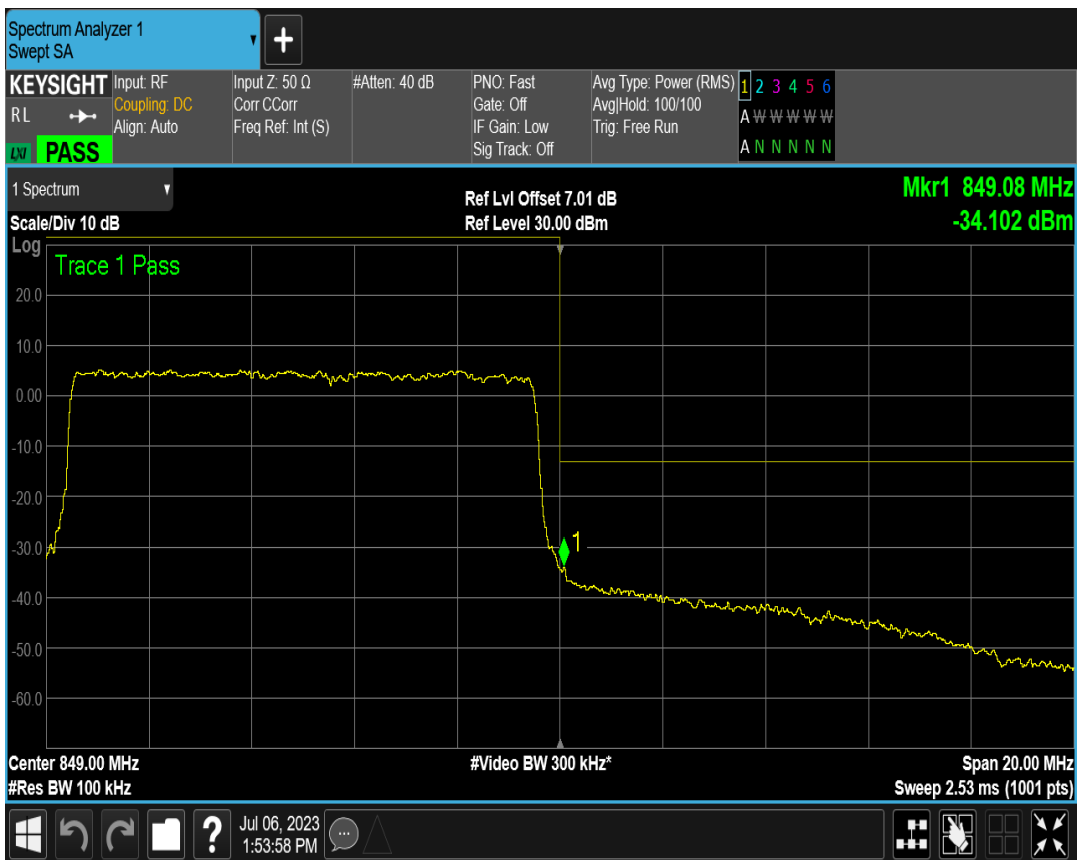 Spectrum Analyzer 1
Swept SA
+
KEYSIGHT
RL
LXI PASS
Input: RF
Coupling: DC
Align: Auto
Input Z: 50 Ω
Corr CCorr
Freq Ref: Int (S)
#Atten: 40 dB
PNO: Fast
Gate: Off
IF Gain: Low
Sig Track: Off
Avg Type: Power (RMS)
Avg|Hold: 100/100
Trig: Free Run
1 2 3 4 5 6
A W W W W W
A N N N N N
1 Spectrum
Scale/Div 10 dB
Ref Lvl Offset 7.01 dB
Ref Level 30.00 dBm
Mkr1 849.08 MHz
-34.102 dBm
Log
Trace 1 Pass
20.0
10.0
0.00
-10.0
-20.0
-30.0
1
-40.0
-50.0
-60.0
Center 849.00 MHz
#Video BW 300 kHz*
Span 20.00 MHz
#Res BW 100 kHz
Sweep 2.53 ms (1001 pts)
?
Jul 06, 2023
1:53:58 PM